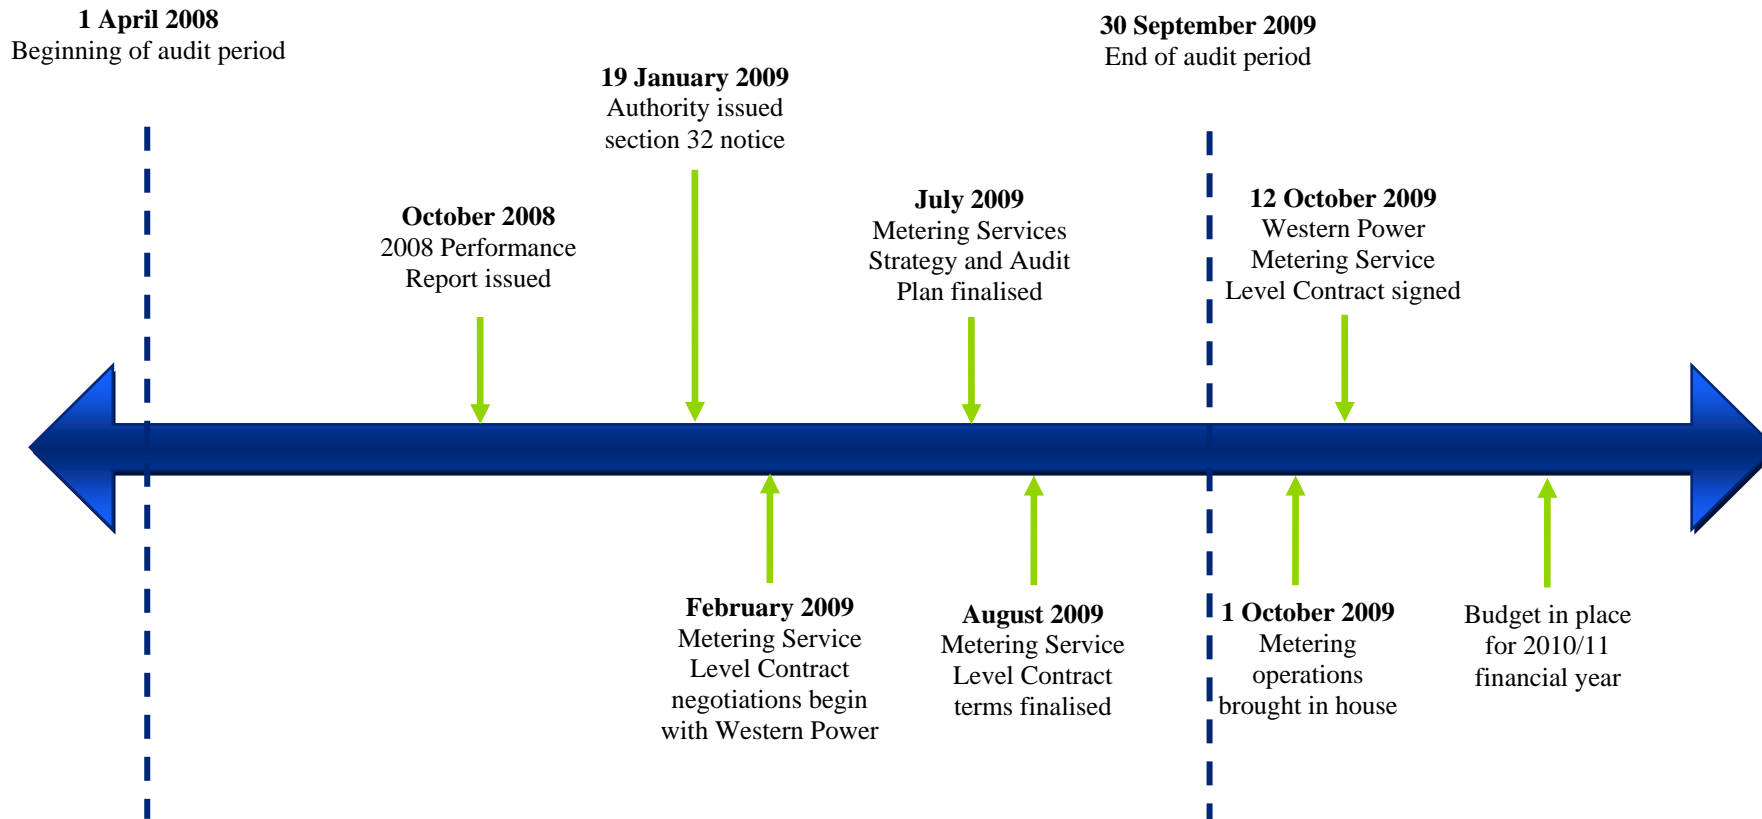 1 April 2008
Beginning of audit period
30 September 2009
End of audit period
19 January 2009
Authority issued
section 32 notice
October 2008
2008 Performance
Report issued
July 2009
Metering Services
Strategy and Audit
Plan finalised
12 October 2009
Western Power
Metering Service
Level Contract signed
February 2009
Metering Service
Level Contract
negotiations begin
with Western Power
August 2009
Metering Service
Level Contract
terms finalised
1 October 2009
Metering
operations
brought in house
Budget in place
for 2010/11
financial year